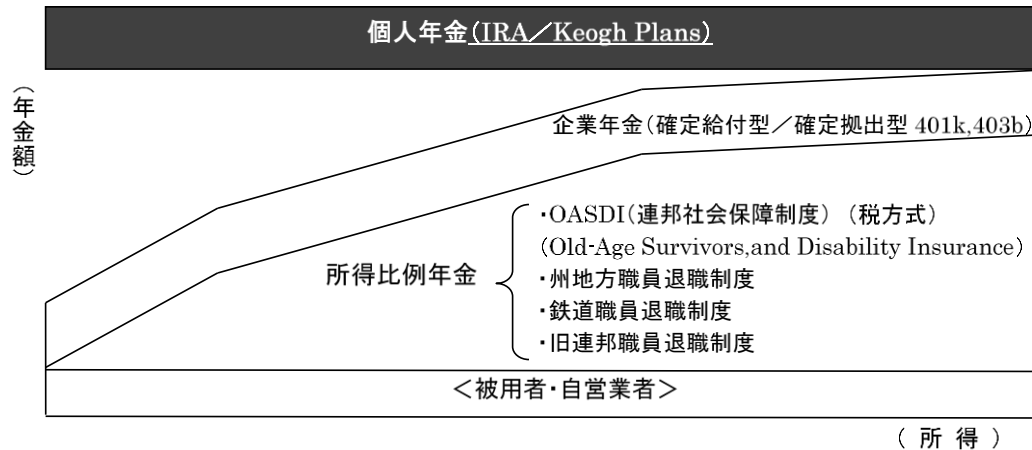 個人年金(IRA／Keogh Plans)
(年金額)
企業年金(確定給付型／確定拠出型 401k,403b)
・OASDI(連邦社会保障制度) (税方式)
(Old-Age Survivors,and Disability Insurance)
所得比例年金
・州地方職員退職制度
・鉄道職員退職制度
・旧連邦職員退職制度
＜被用者・自営業者＞
( 所 得 )